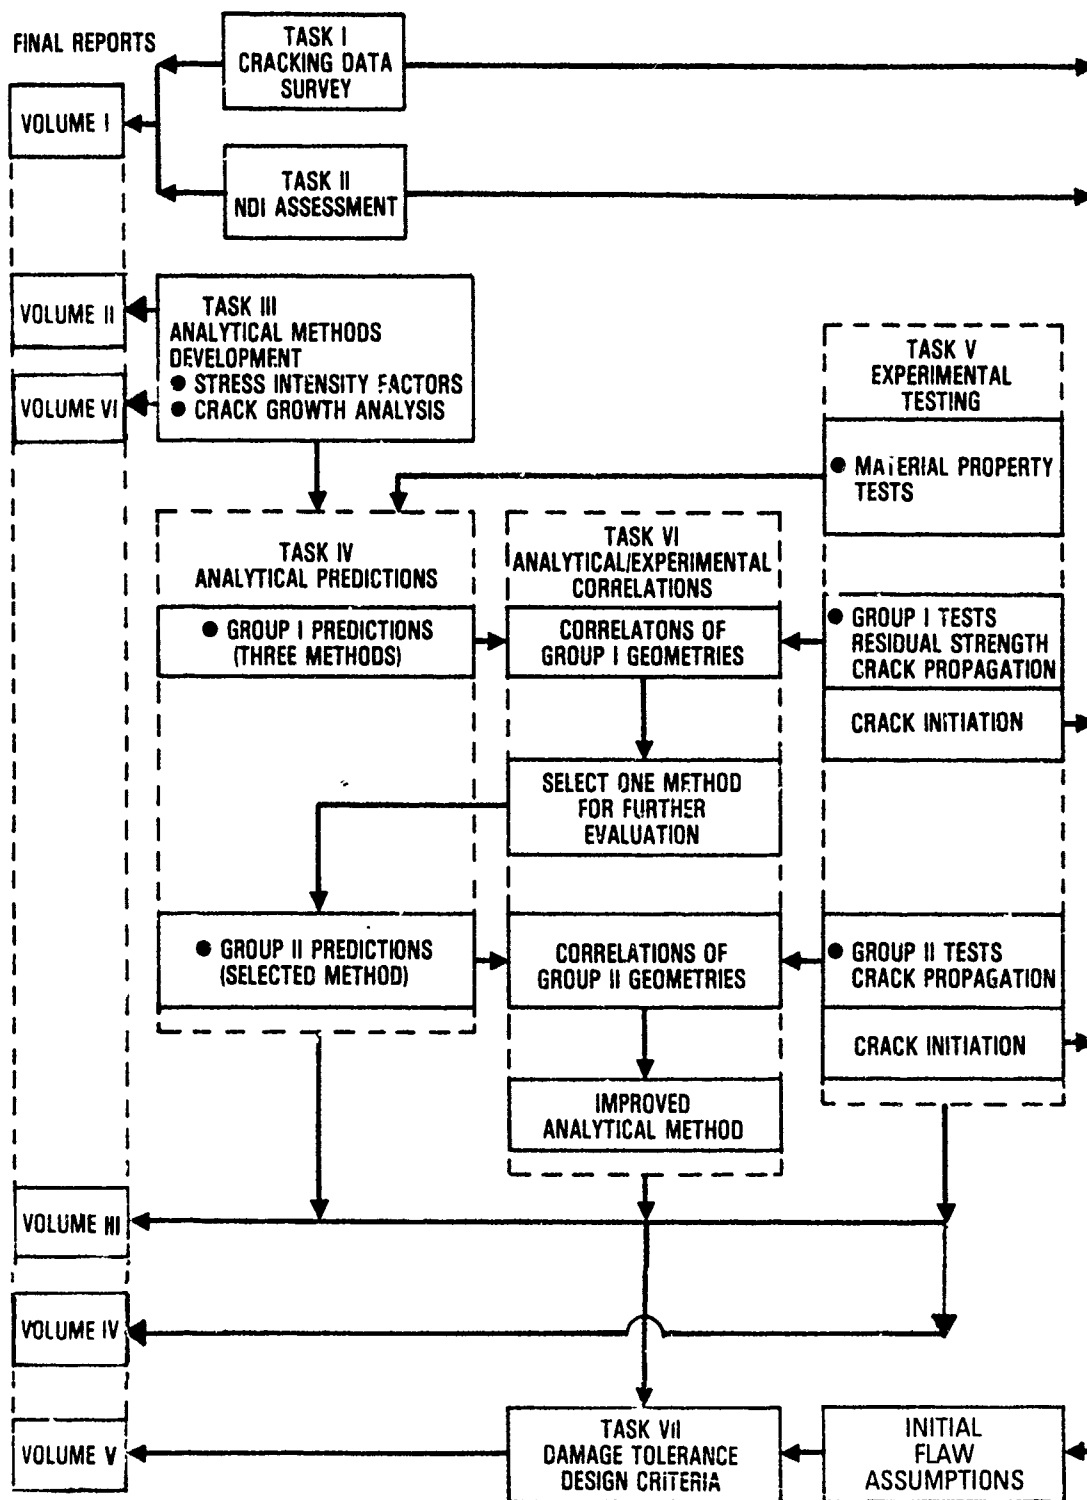 FINAL REPORTS
TASK I
CRACKING DATA
SURVEY
VOLUME I
TASK II
NDI ASSESSMENT
VOLUME II
TASK III
ANALYTICAL METHODS
DEVELOPMENT
● STRESS INTENSITY FACTORS
● CRACK GROWTH ANALYSIS
VOLUME VI
TASK V
EXPERIMENTAL
TESTING
● MATERIAL PROPERTY
TESTS
TASK IV
ANALYTICAL PREDICTIONS
TASK VI
ANALYTICAL/EXPERIMENTAL
CORRELATIONS
● GROUP I PREDICTIONS
(THREE METHODS)
CORRELATONS OF
GROUP I GEOMETRIES
● GROUP I TESTS
RESIDUAL STRENGTH
CRACK PROPAGATION
CRACK INITIATION
SELECT ONE METHOD
FOR FURTHER
EVALUATION
● GROUP II PREDICTIONS
(SELECTED METHOD)
CORRELATIONS OF
GROUP II GEOMETRIES
● GROUP II TESTS
CRACK PROPAGATION
CRACK INITIATION
IMPROVED
ANALYTICAL METHOD
VOLUME III
VOLUME IV
VOLUME V
TASK VII
DAMAGE TOLERANCE
DESIGN CRITERIA
INITIAL
FLAW
ASSUMPTIONS